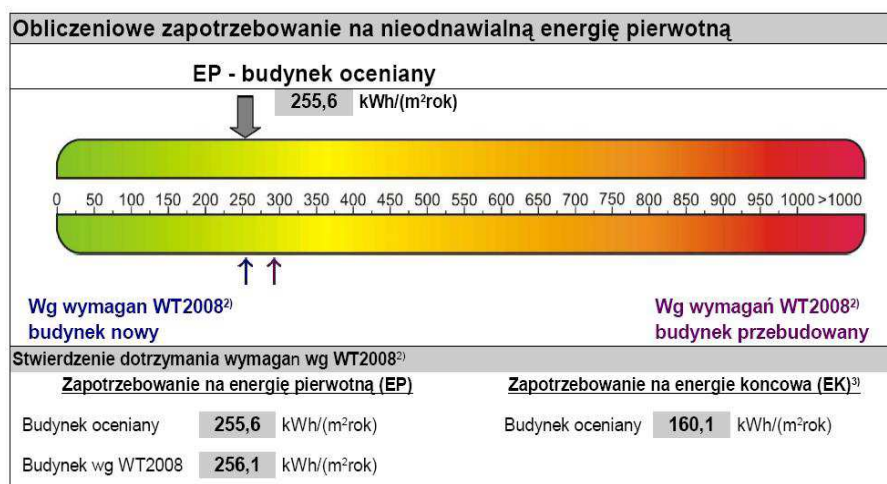 Obliczeniowe zapotrzebowanie na nieodnawialną energię pierwotną
EP - budynek oceniany
255,6 kWh/(m²rok)
0 50 100 150 200 250 300 350 400 450 500 550 600 650 700 750 800 850 900 950 1000 >1000
Wg wymagan WT2008²⁾
budynek nowy
Wg wymagań WT2008²⁾
budynek przebudowany
Stwierdzenie dotrzymania wymagan wg WT2008²⁾
Zapotrzebowanie na energię pierwotną (EP)
Budynek oceniany 255,6 kWh/(m²rok)
Budynek wg WT2008 256,1 kWh/(m²rok)
Zapotrzebowanie na energie koncowa (EK)³⁾
Budynek oceniany 160,1 kWh/(m²rok)